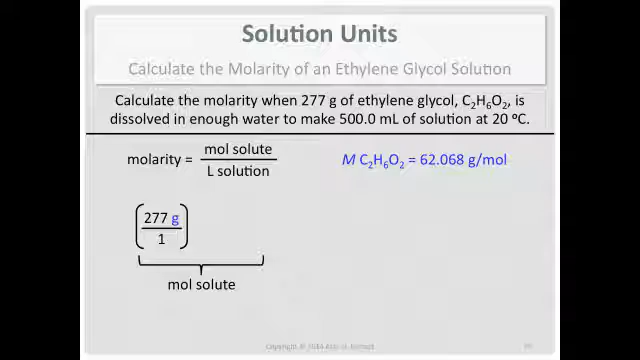 Solution Units
Calculate the Molarity of an Ethylene Glycol Solution
Calculate the molarity when 277 g of ethylene glycol, C₂H₆O₂, is
dissolved in enough water to make 500.0 mL of solution at 20 ºC.
molarity = mol solute / L solution
M C₂H₆O₂ = 62.068 g/mol
(277 g / 1)
mol solute